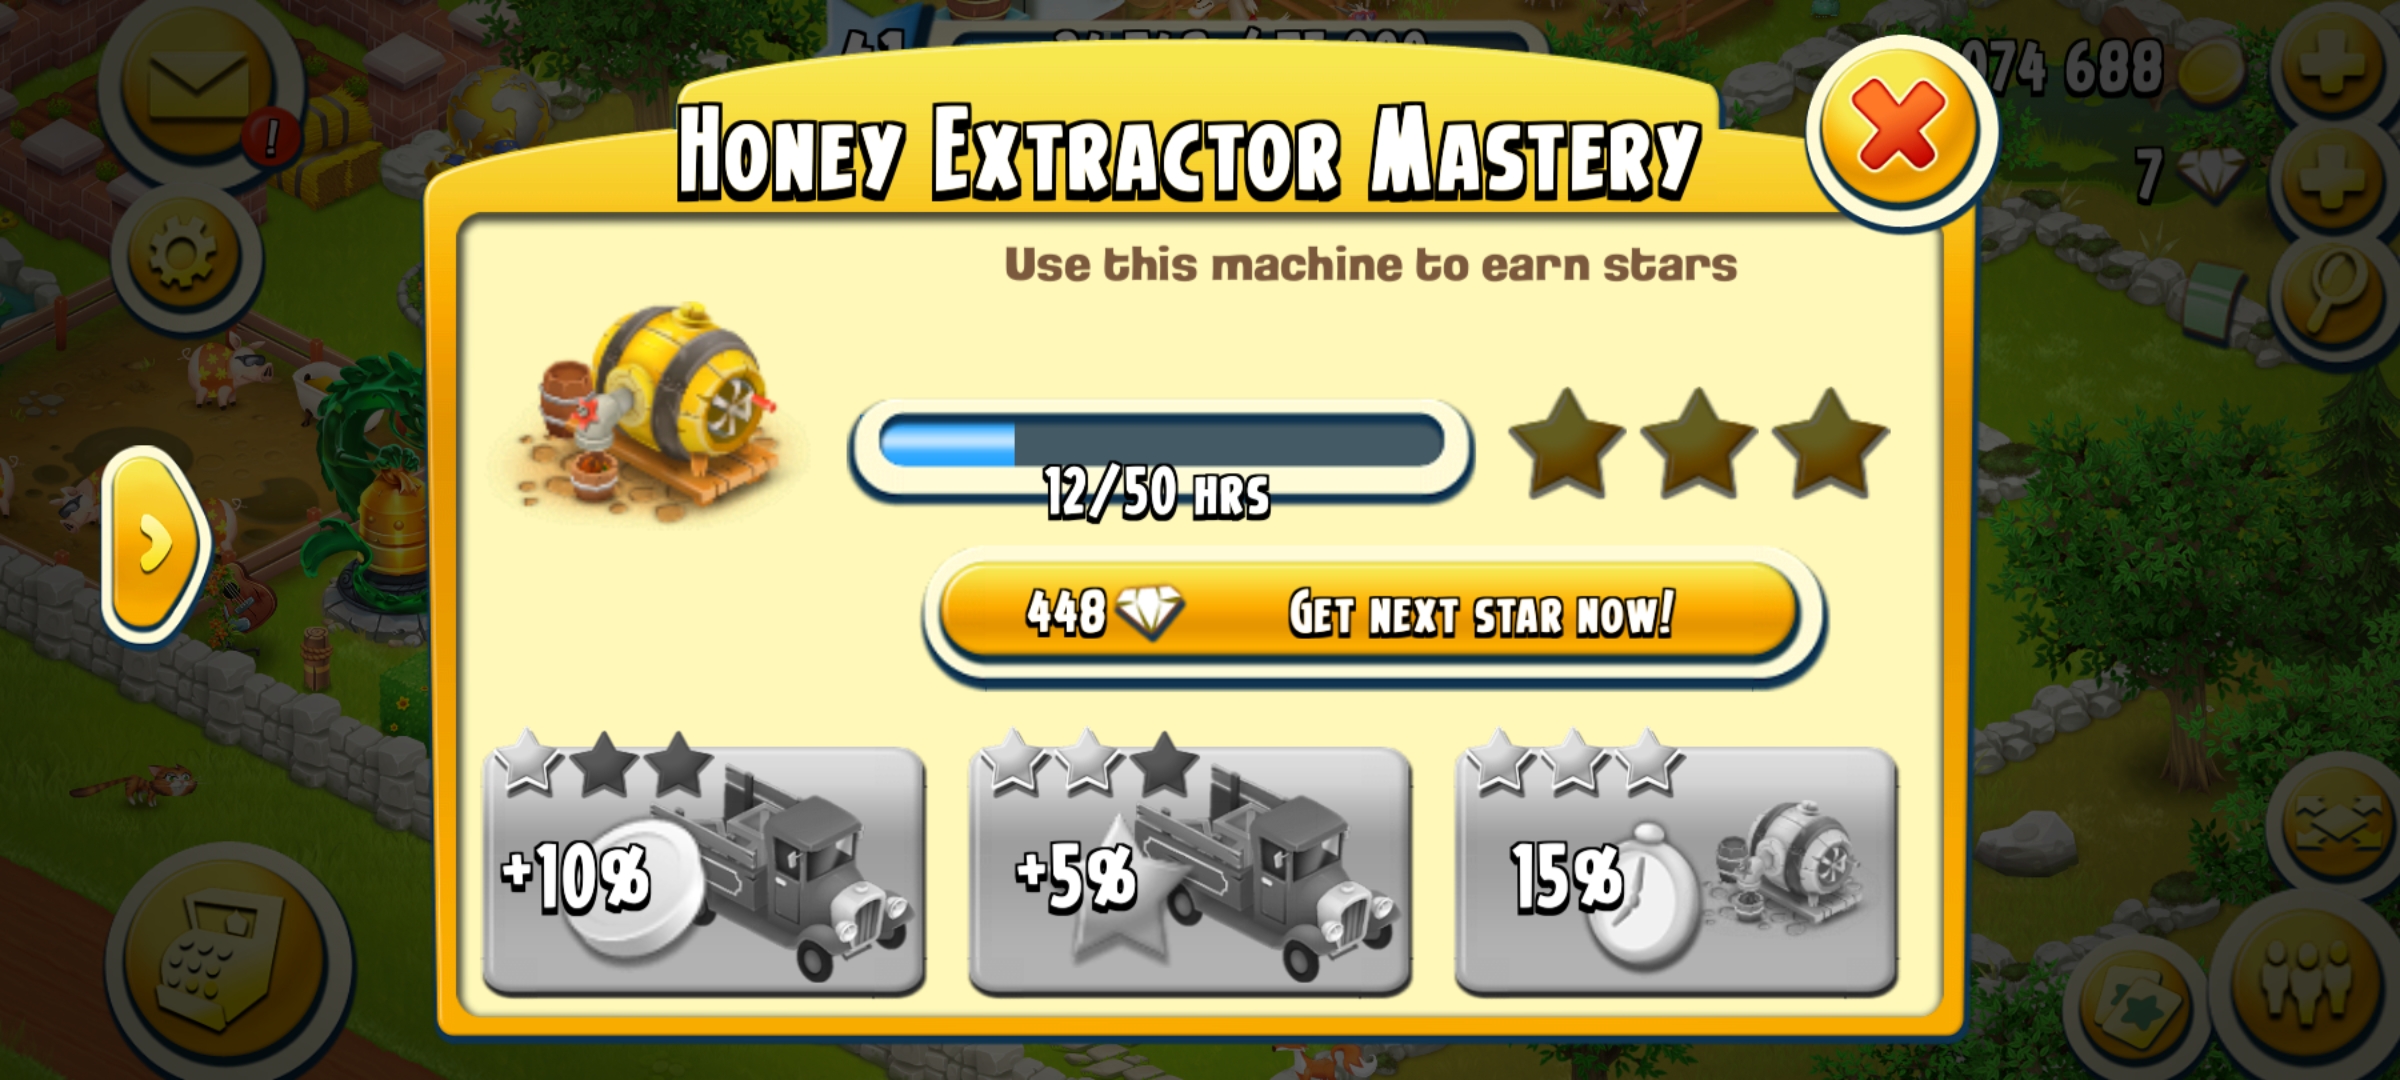 HONEY EXTRACTOR MASTERY
074 688
7
!
Use this machine to earn stars
12/50 HRS
448 GET NEXT STAR NOW!
+10% +5% 15%